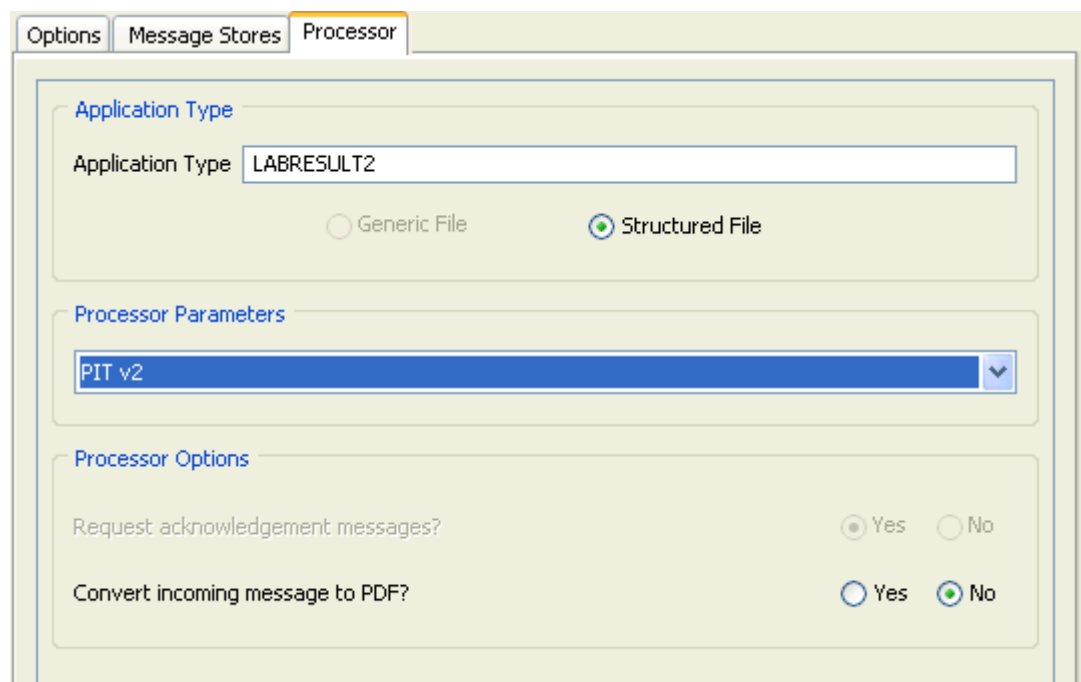 Options Message Stores Processor
Application Type
Application Type LABRESULT2
Generic File Structured File
Processor Parameters
PIT v2
Processor Options
Request acknowledgement messages? Yes No
Convert incoming message to PDF? Yes No